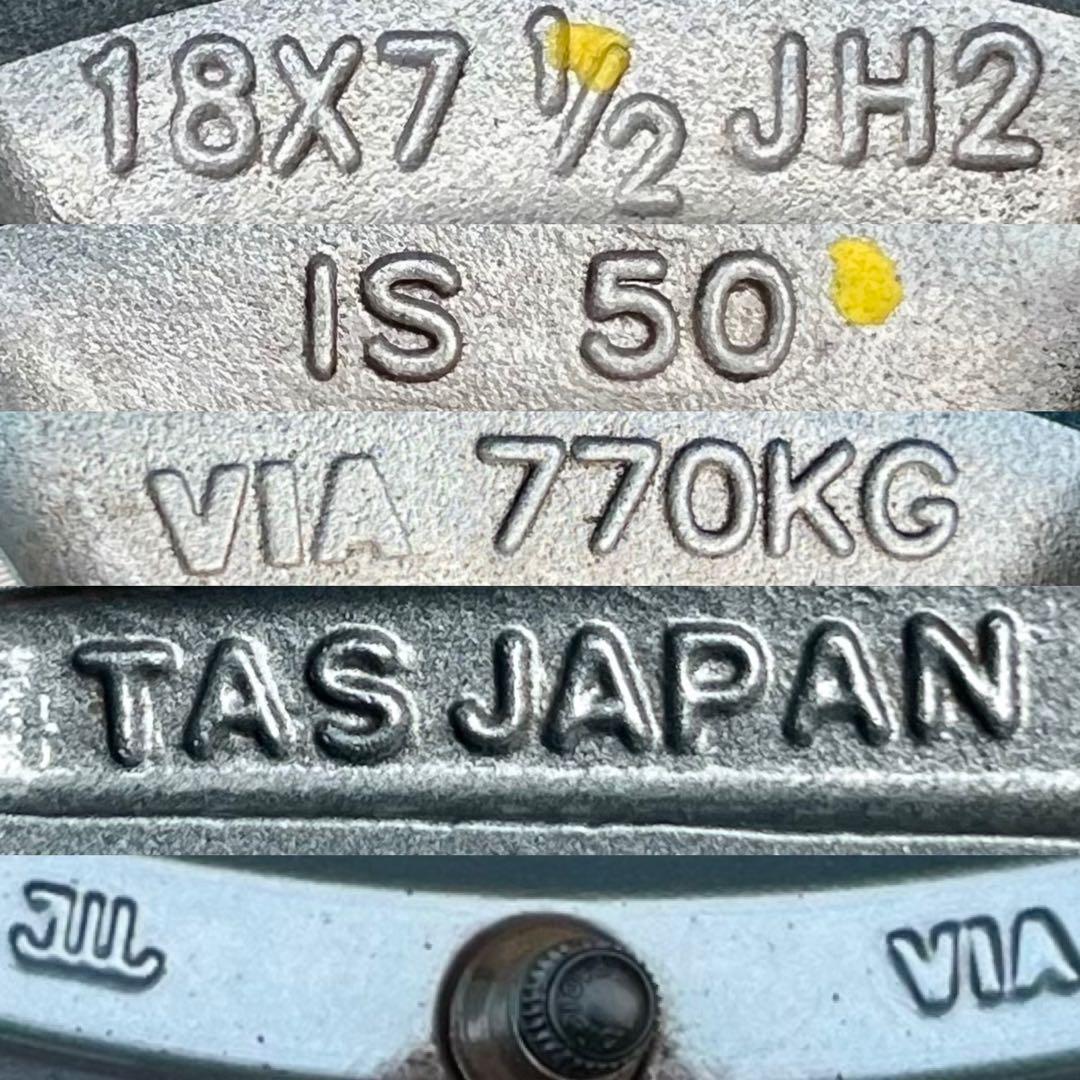 18X7 1/2 JH2
IS 50
VIA 770KG
TAS JAPAN
JWL VIA